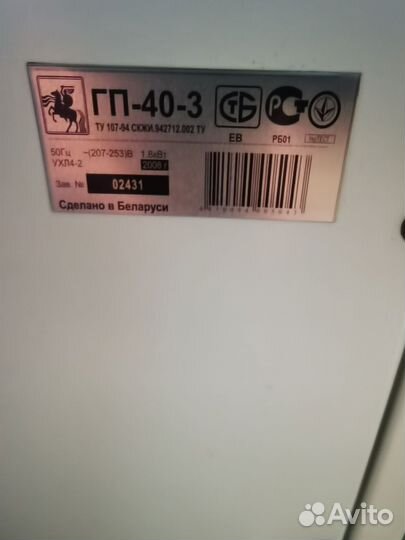 ГП-40-3
ТУ 107-94 СКЖИ.942712.002 ТУ
ЕВ
РБ01
50Гц ~(207-253)В 1,8кВт
УХЛ4-2 2008 г
Зав. № 02431
Сделано в Беларуси
Avito